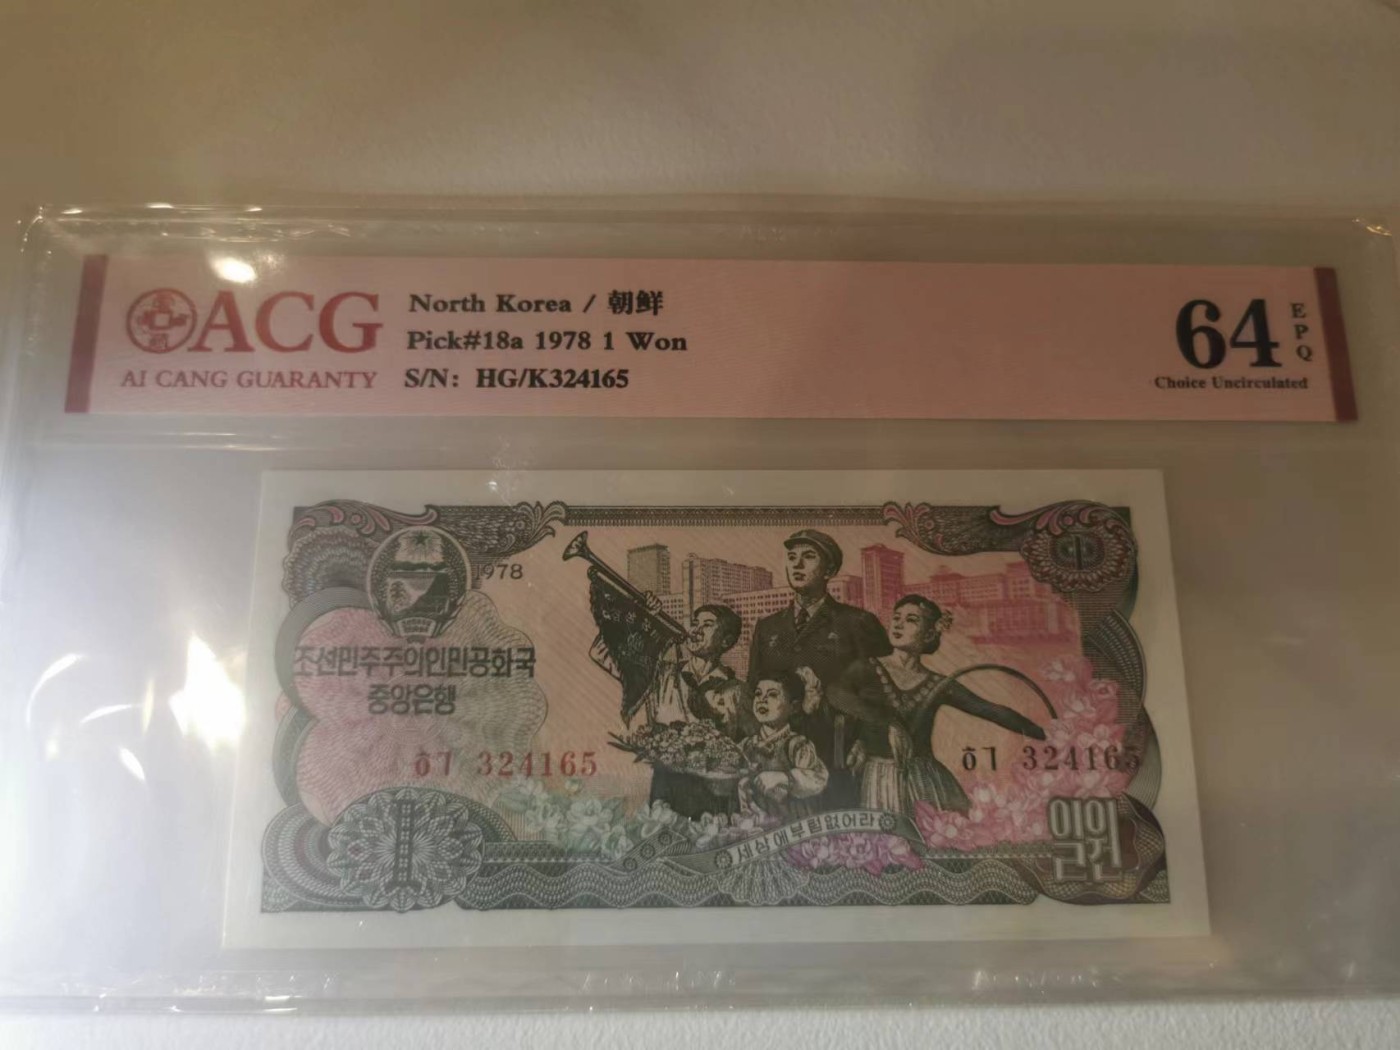 ACG
AI CANG GUARANTY
North Korea / 朝鲜
Pick#18a 1978 1 Won
S/N: HG/K324165
64 EPQ
Choice Uncirculated
1978
조선민주주의인민공화국
중앙은행
ㅎㄱ 324165
ㅎㄱ 324165
세상에부럼없어라
1
일원